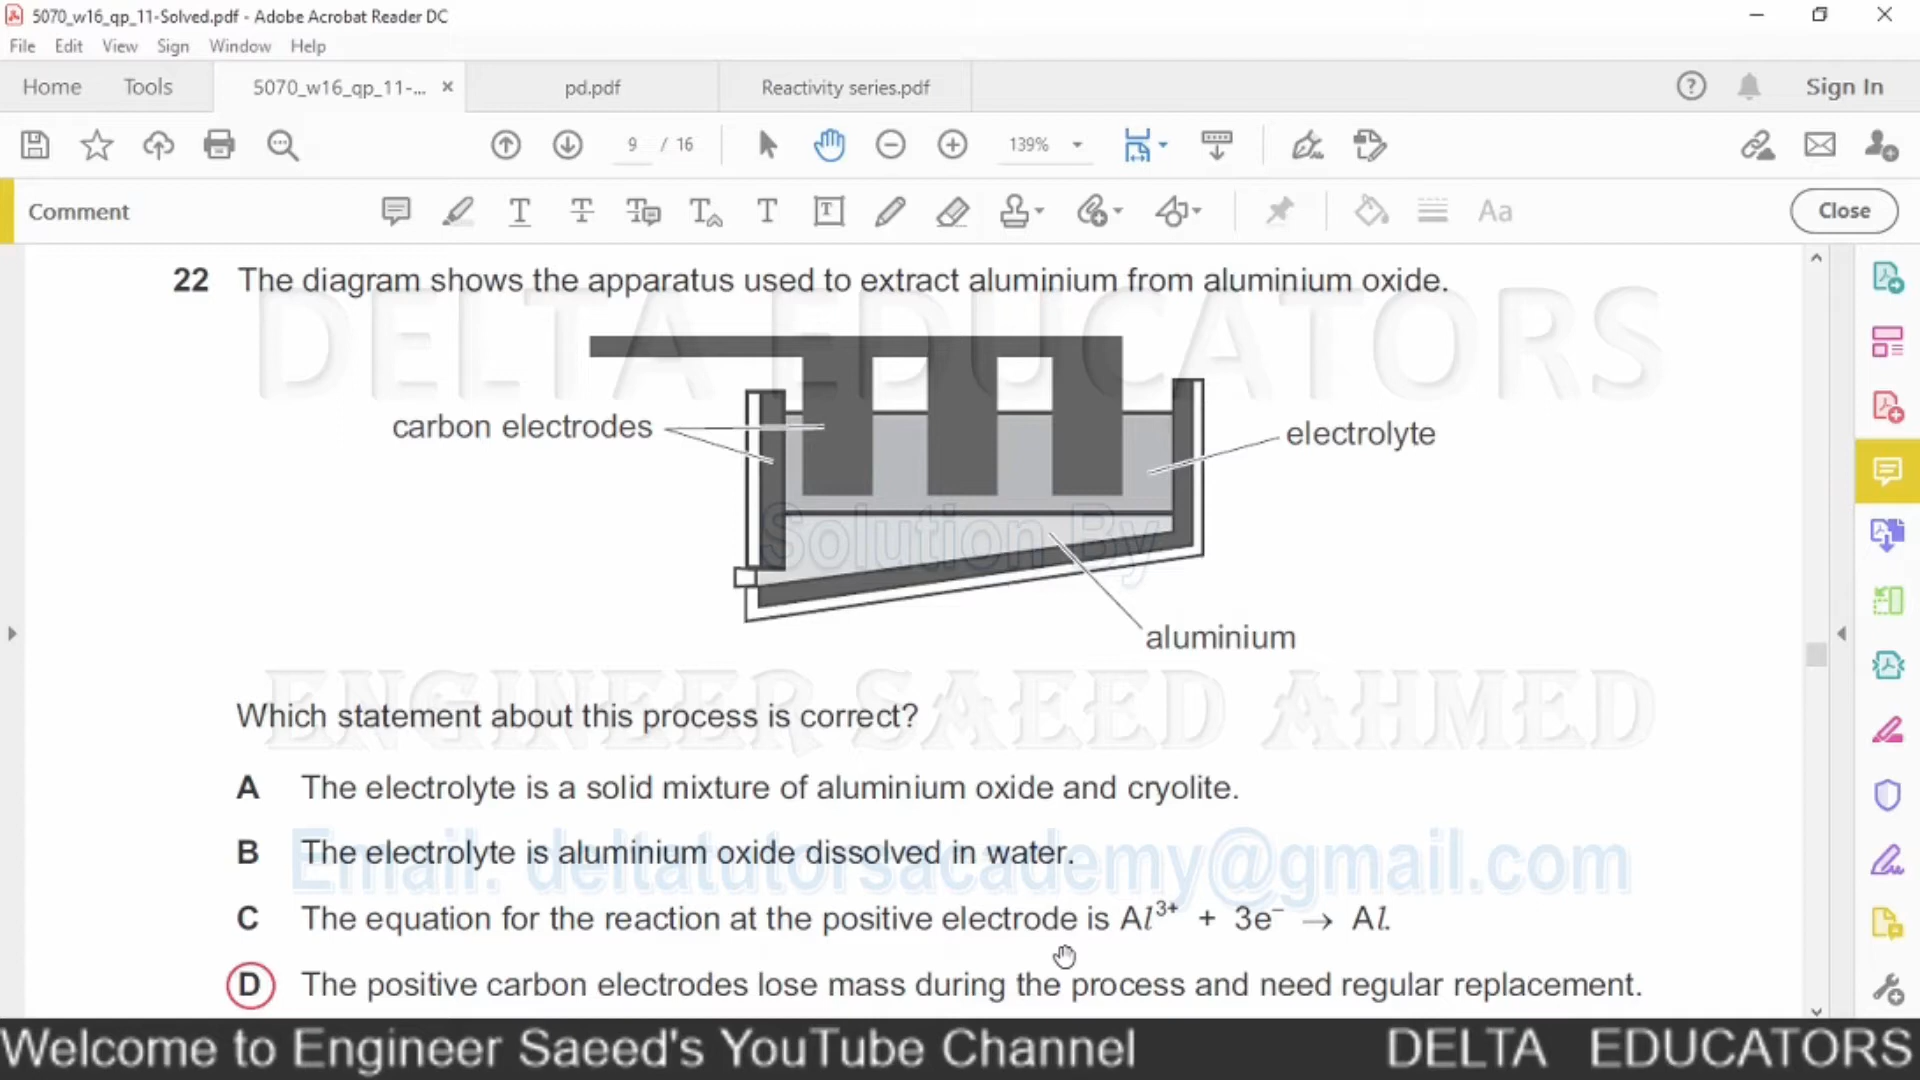 5070_w16_qp_11-Solved.pdf - Adobe Acrobat Reader DC
File Edit View Sign Window Help
Home Tools 5070_w16_qp_11-... × pd.pdf Reactivity series.pdf Sign In
9 / 16 139%
Comment Aa Close
22 The diagram shows the apparatus used to extract aluminium from aluminium oxide.
DELTA EDUCATORS
carbon electrodes
electrolyte
Solution By
aluminium
ENGINEER SAEED AHMED
Which statement about this process is correct?
A The electrolyte is a solid mixture of aluminium oxide and cryolite.
Email: deltatutorsacademy@gmail.com
B The electrolyte is aluminium oxide dissolved in water.
C The equation for the reaction at the positive electrode is Al³⁺ + 3e⁻ → Al.
D The positive carbon electrodes lose mass during the process and need regular replacement.
Welcome to Engineer Saeed's YouTube Channel DELTA EDUCATORS